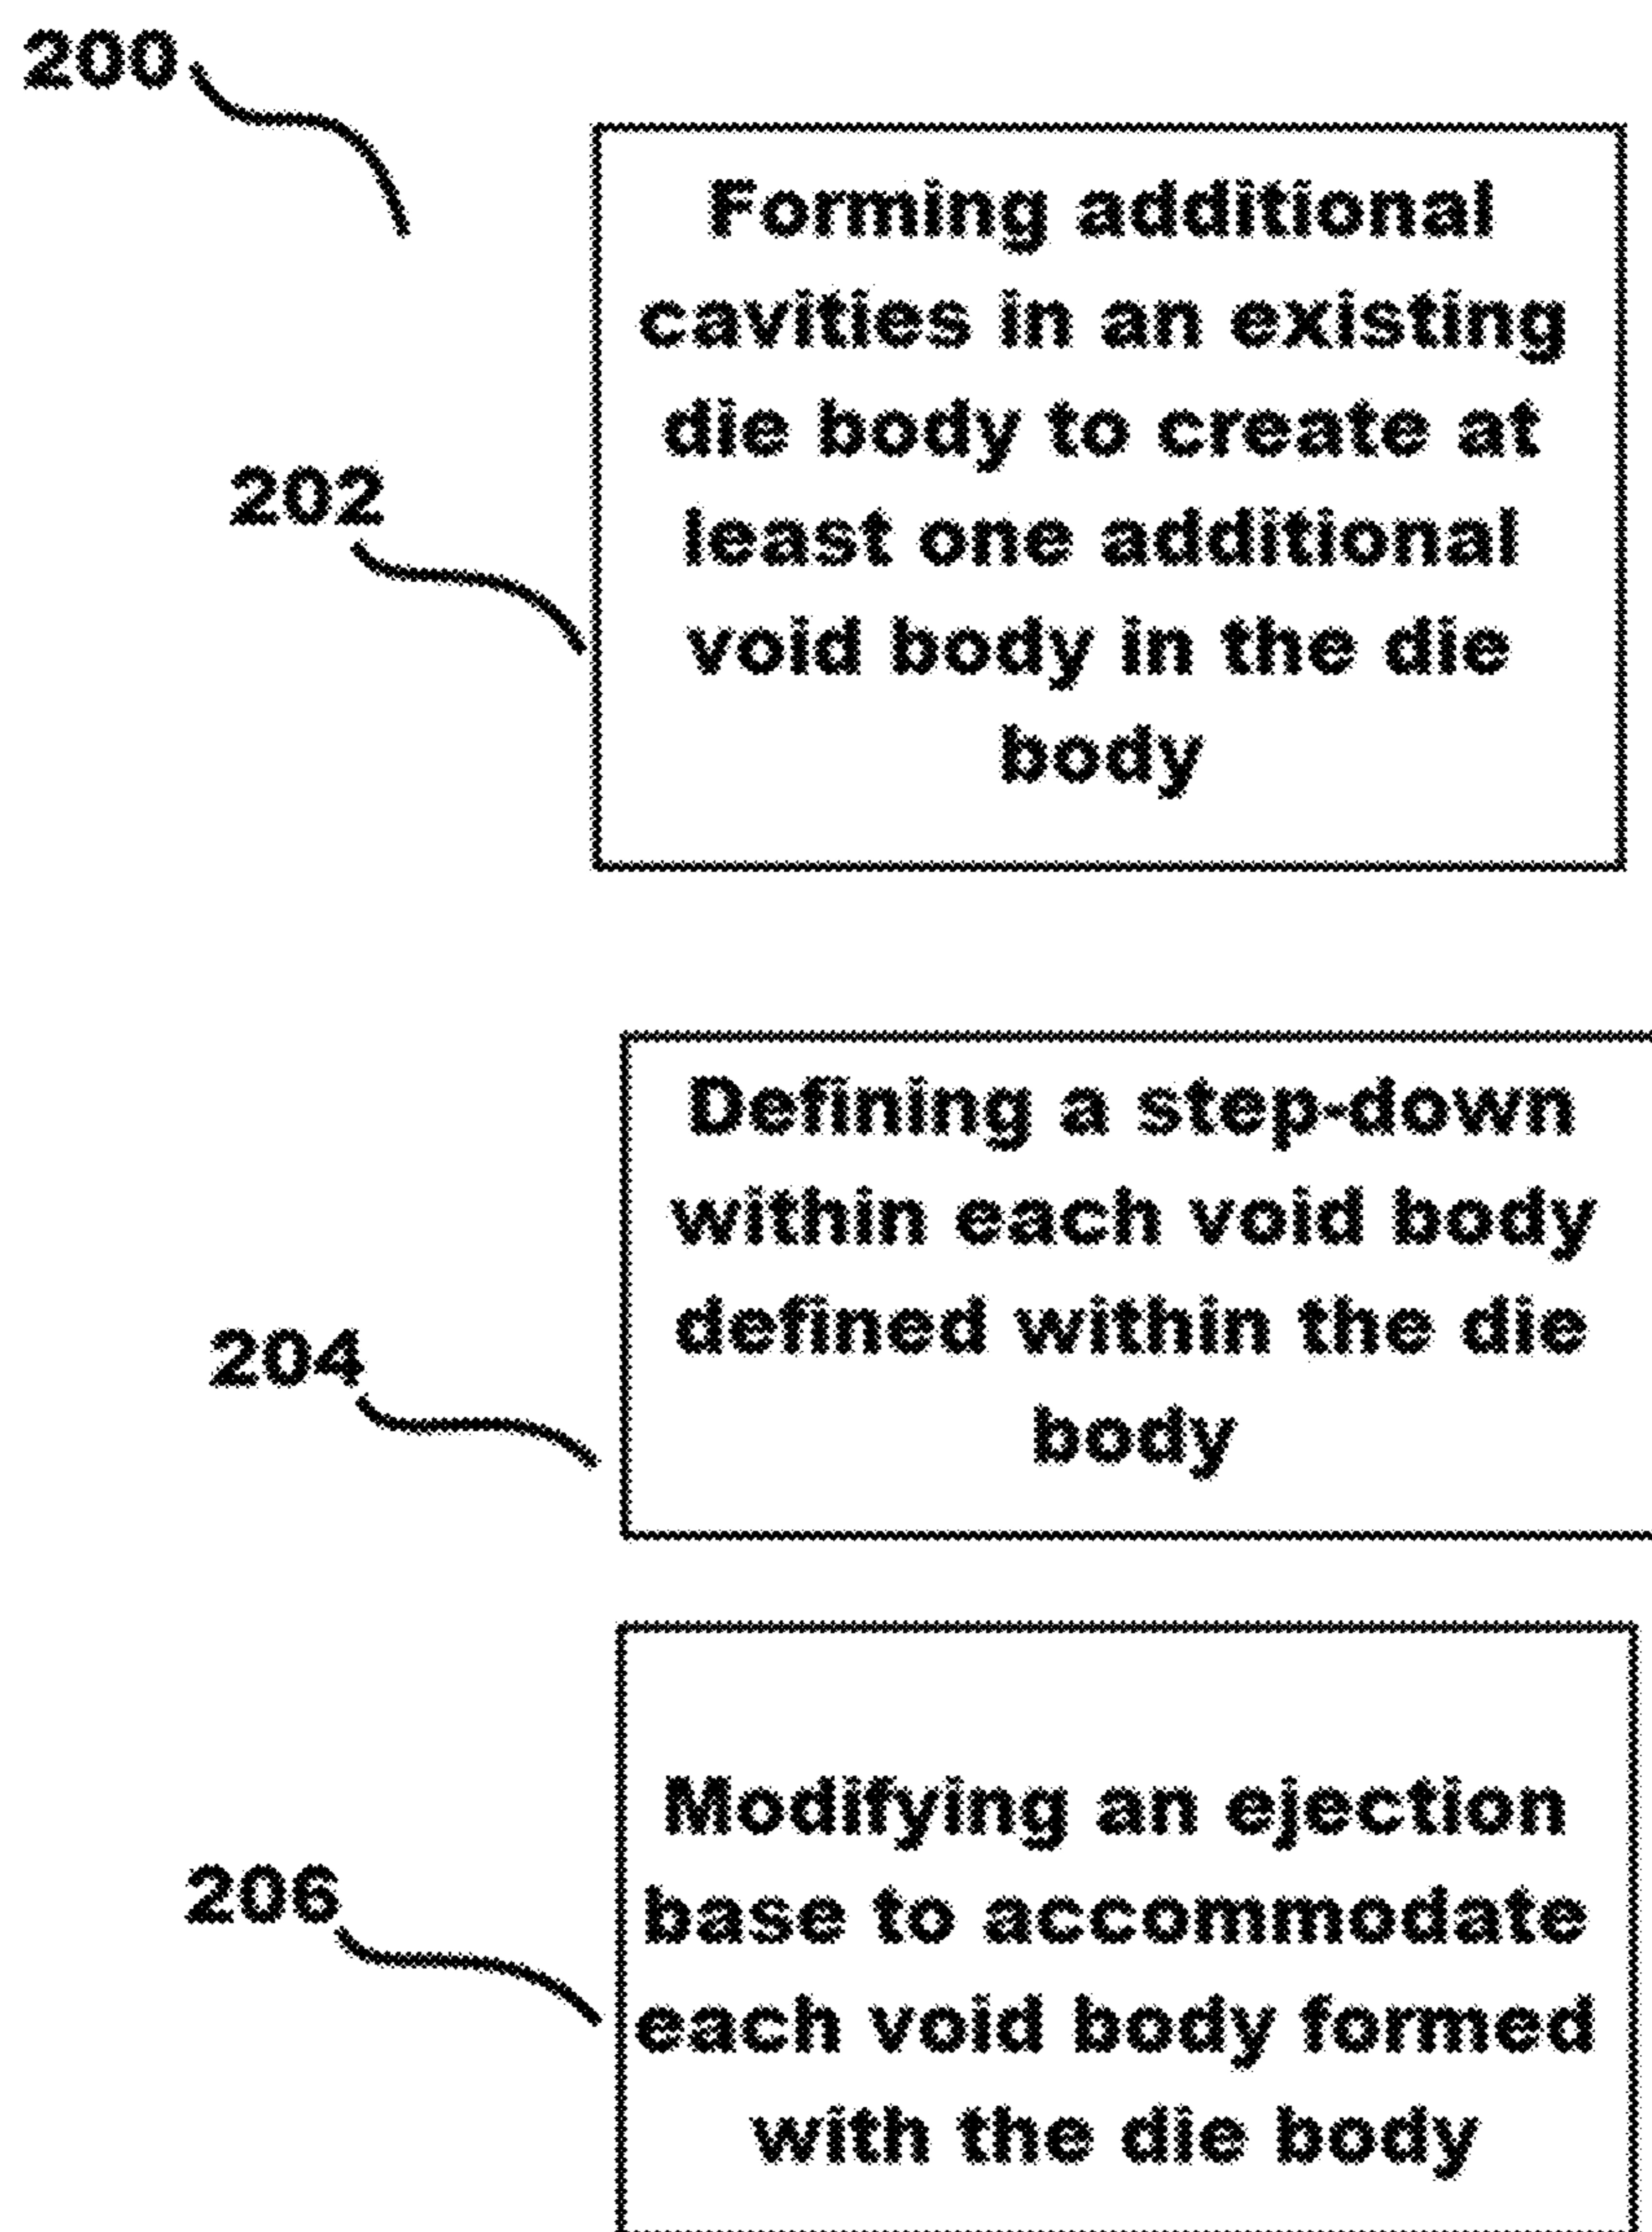 200
Forming additional
cavities in an existing
die body to create at
least one additional
void body in the die
body
202
Defining a step-down
within each void body
defined within the die
body
204
Modifying an ejection
base to accommodate
each void body formed
with the die body
206